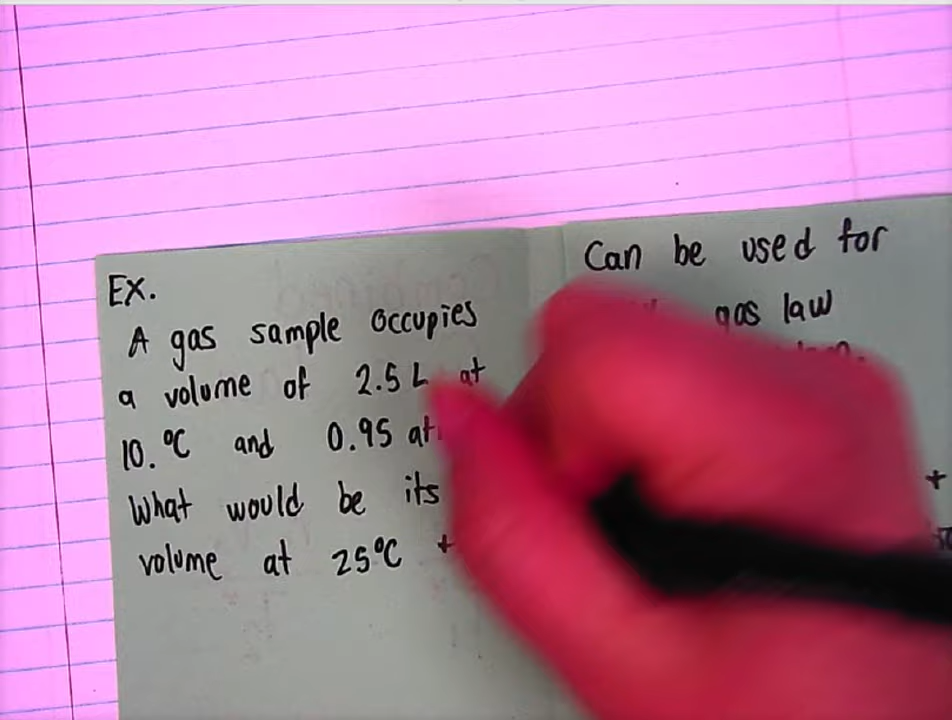 Ex.
A gas sample occupies
a volume of 2.5 L at
10. °C and 0.95
What would be its
volume at 25°C +
Can be used for
gas law
+